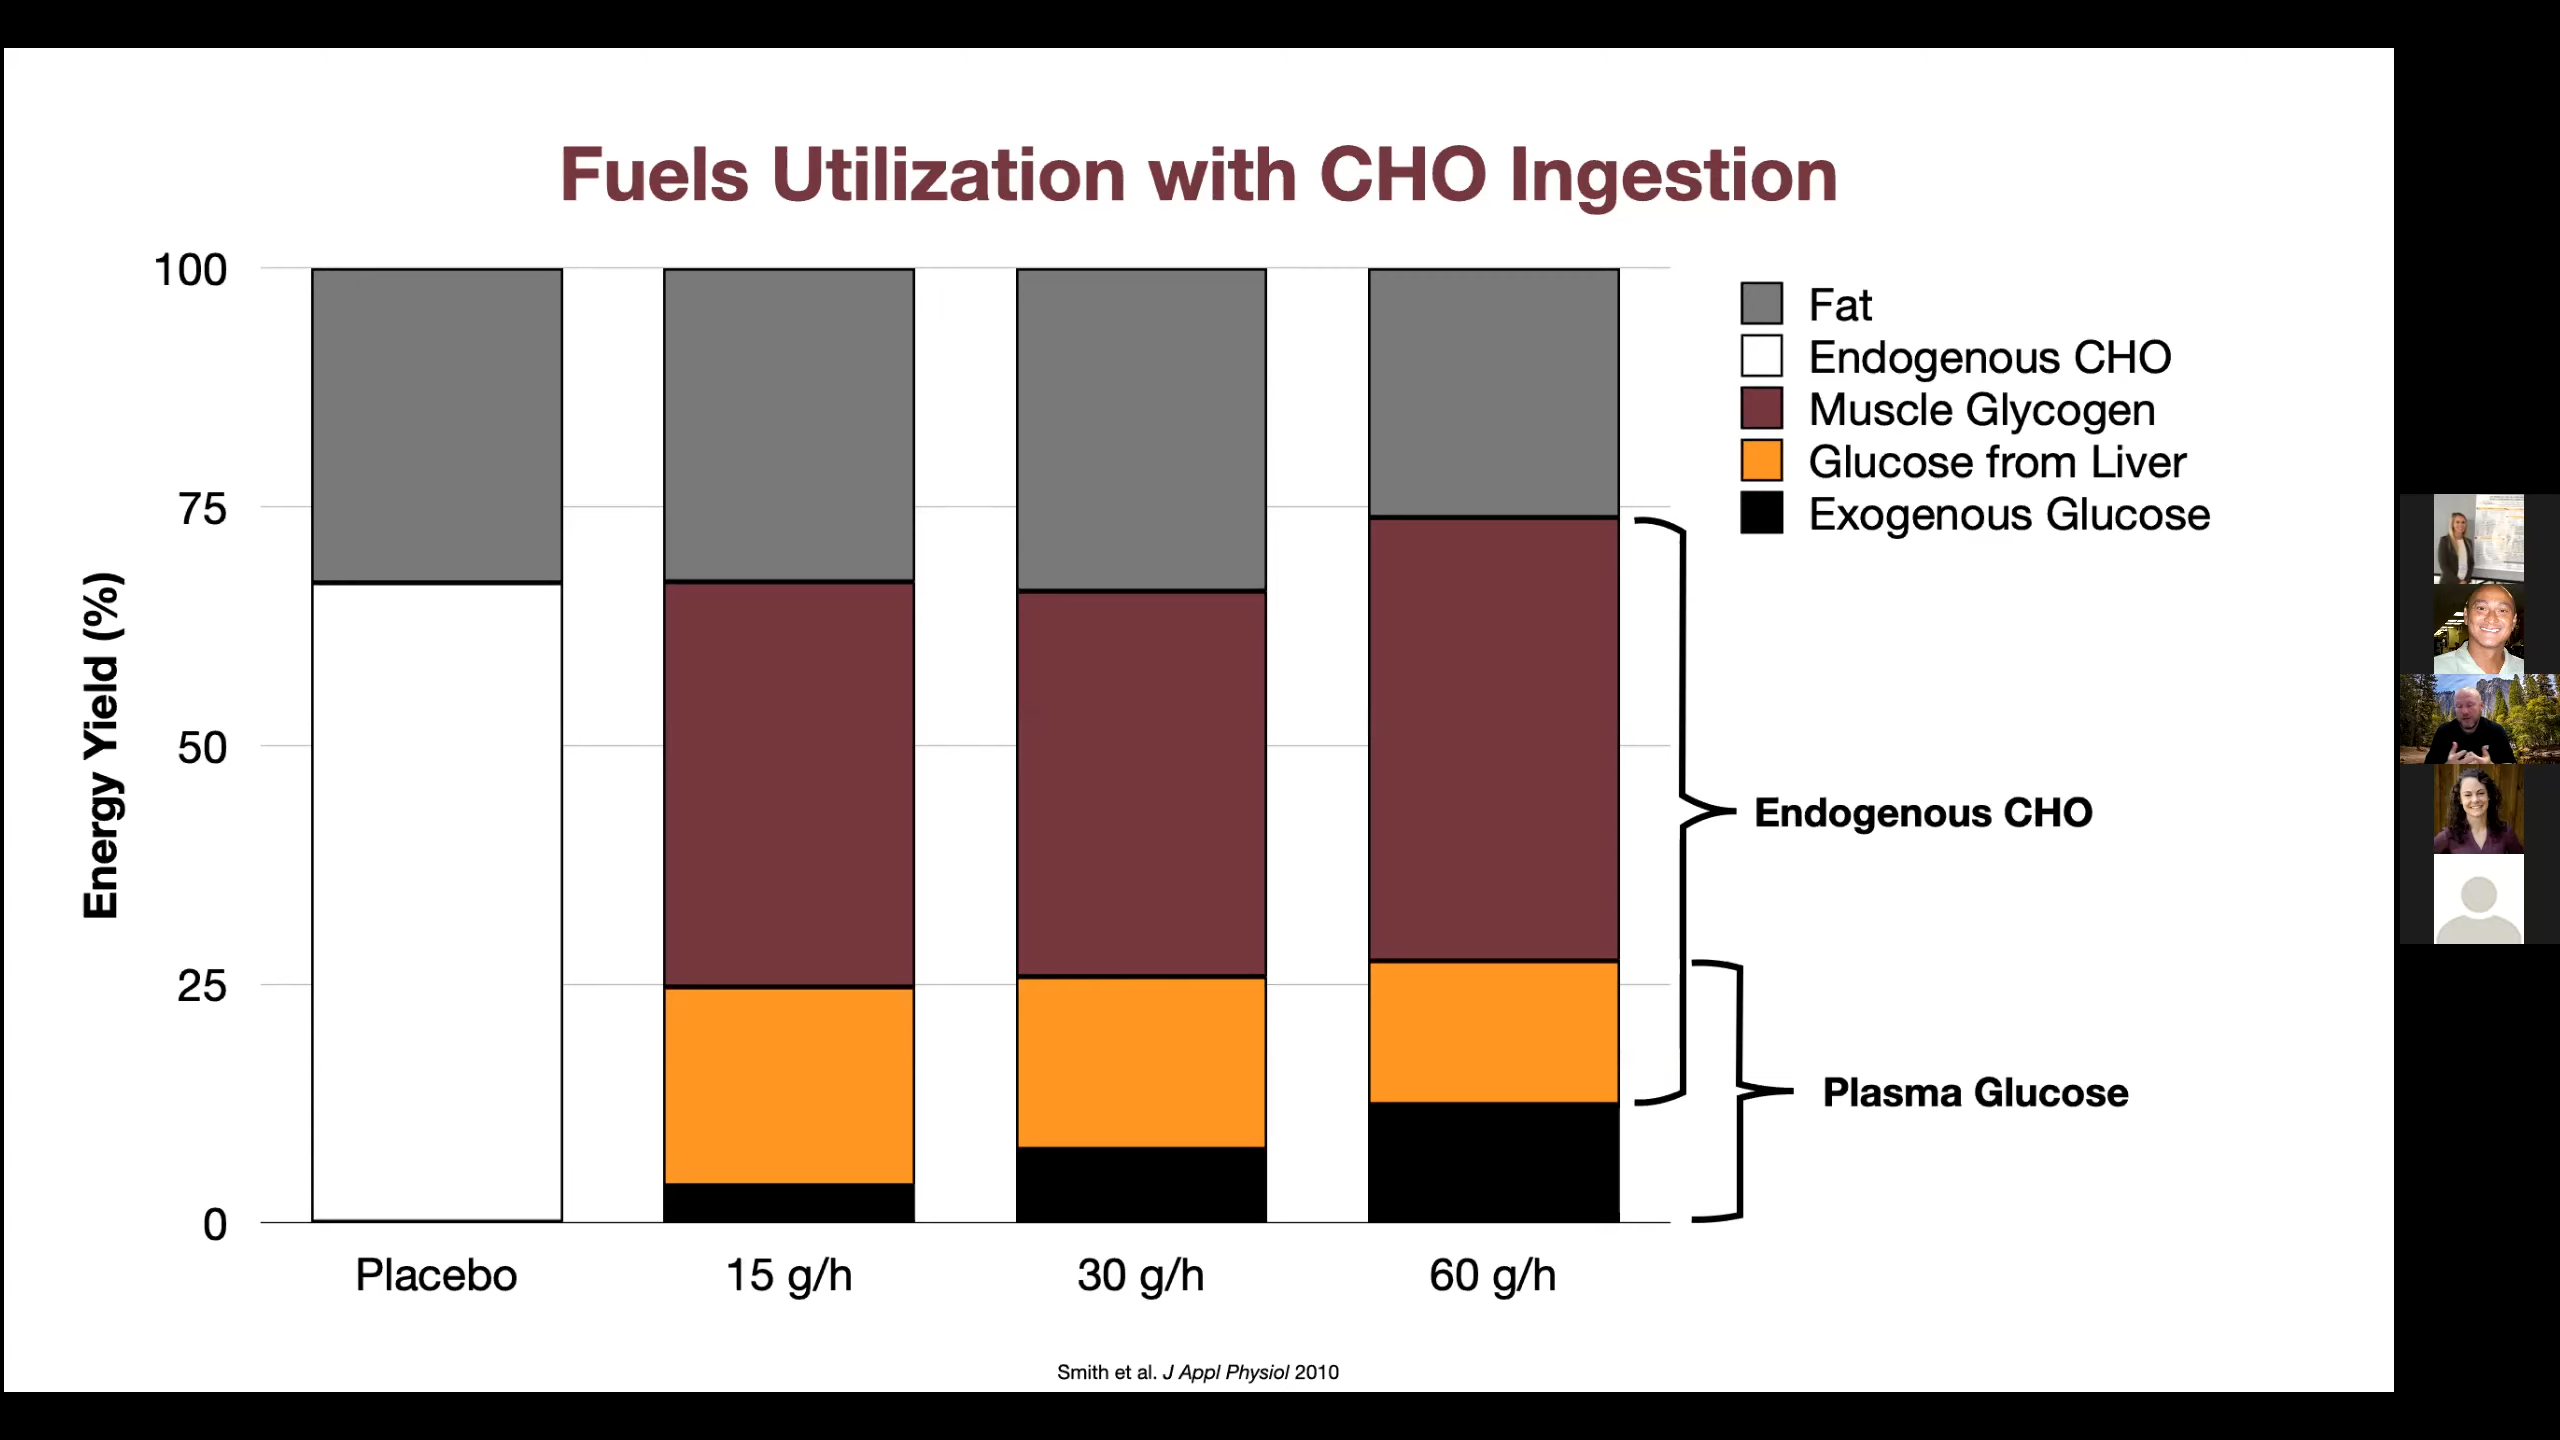 Fuels Utilization with CHO Ingestion
100
75
50
25
0
Energy Yield (%)
Placebo
15 g/h
30 g/h
60 g/h
Fat
Endogenous CHO
Muscle Glycogen
Glucose from Liver
Exogenous Glucose
Endogenous CHO
Plasma Glucose
Smith et al. J Appl Physiol 2010